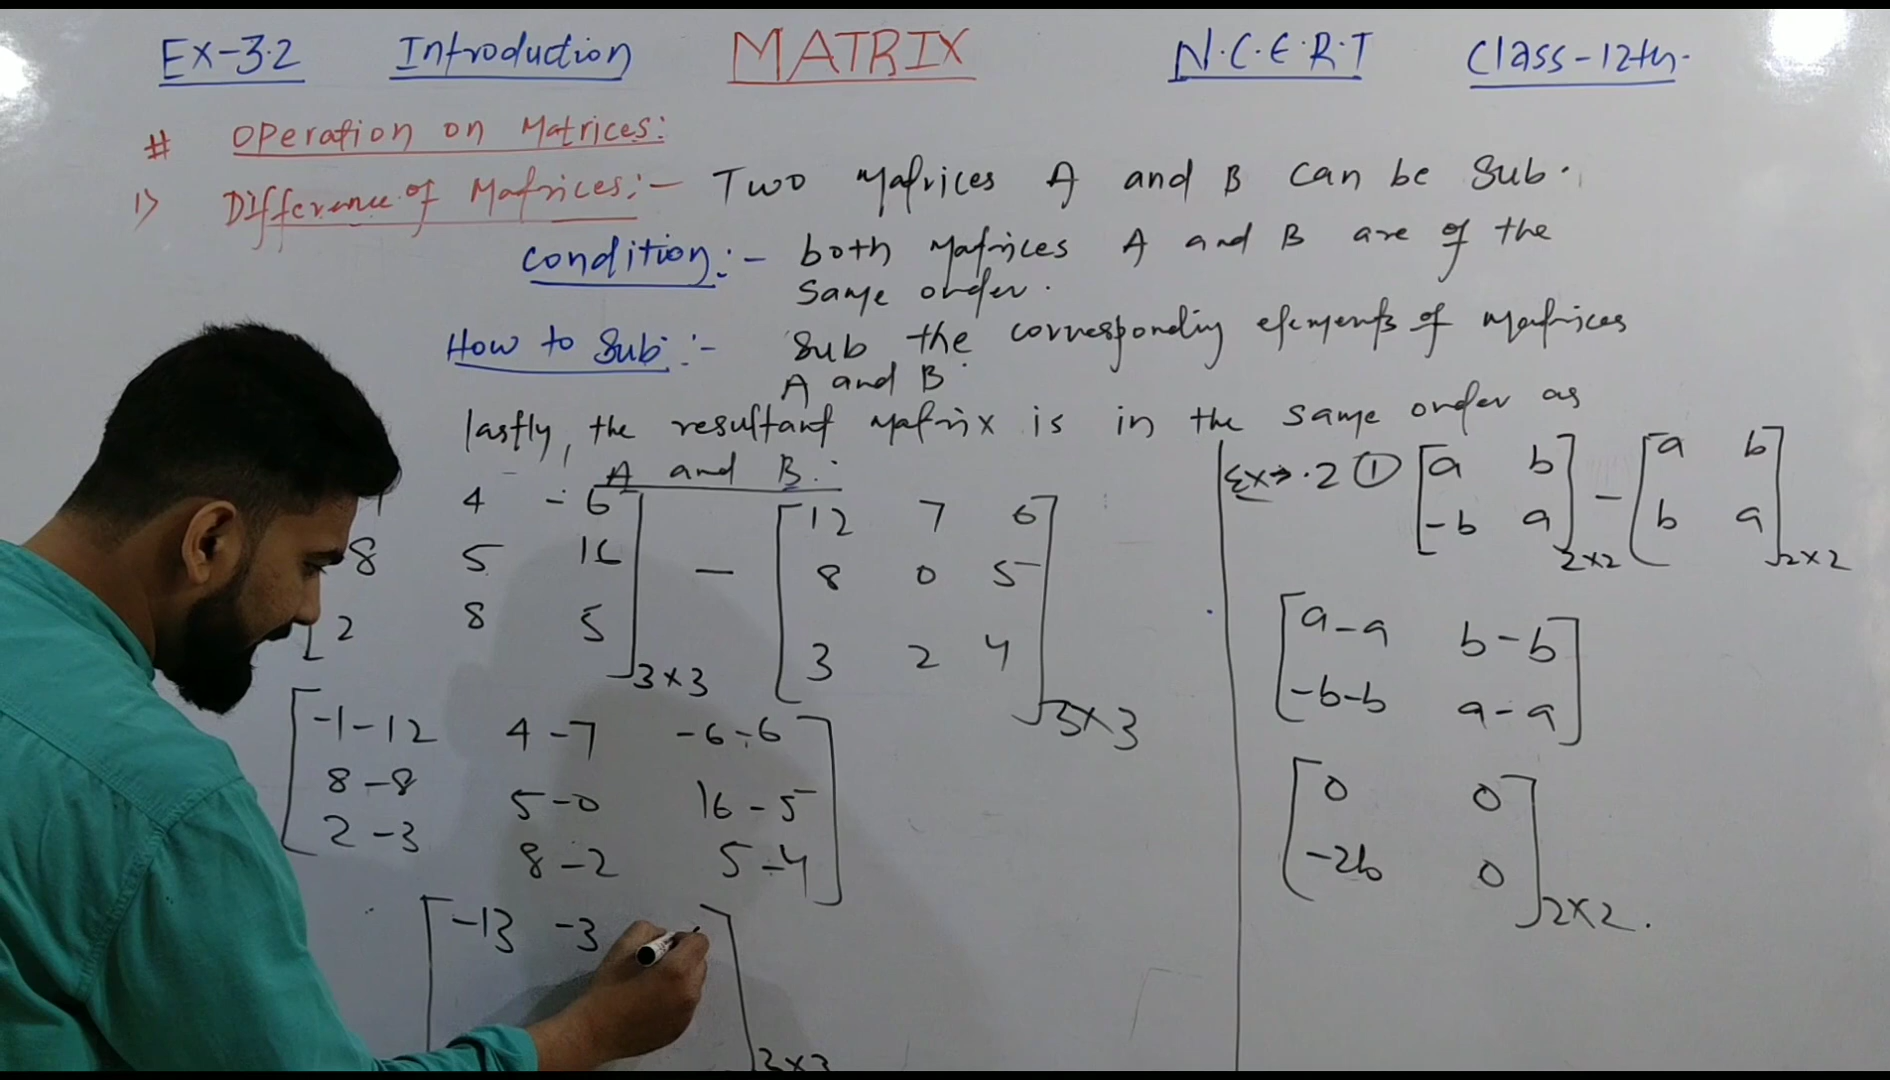 Ex-3.2 Introduction MATRIX N.C.E.R.T Class-12th.
# Operation on Matrices:
1) Difference of Matrices:- Two Matrices A and B can be Sub.
Condition:- both Matrices A and B are of the
Same order.
How to Sub:- Sub the corresponding elements of matrices
A and B
lastly, the resultant matrix is in the same order as
A and B.
4 -6
8 5 16
2 8 5
3×3
-
12 7 6
8 0 5
3 2 4
3×3
-1-12 4-7 -6-6
8-8 5-0 16-5
2-3 8-2 5-4
-13 -3
3×3
Ex→.2 ① [a b] - [a b]
[-b a] 2×2 [b a] 2×2
[a-a b-b]
[-b-b a-a]
[0 0]
[-2b 0] 2×2.